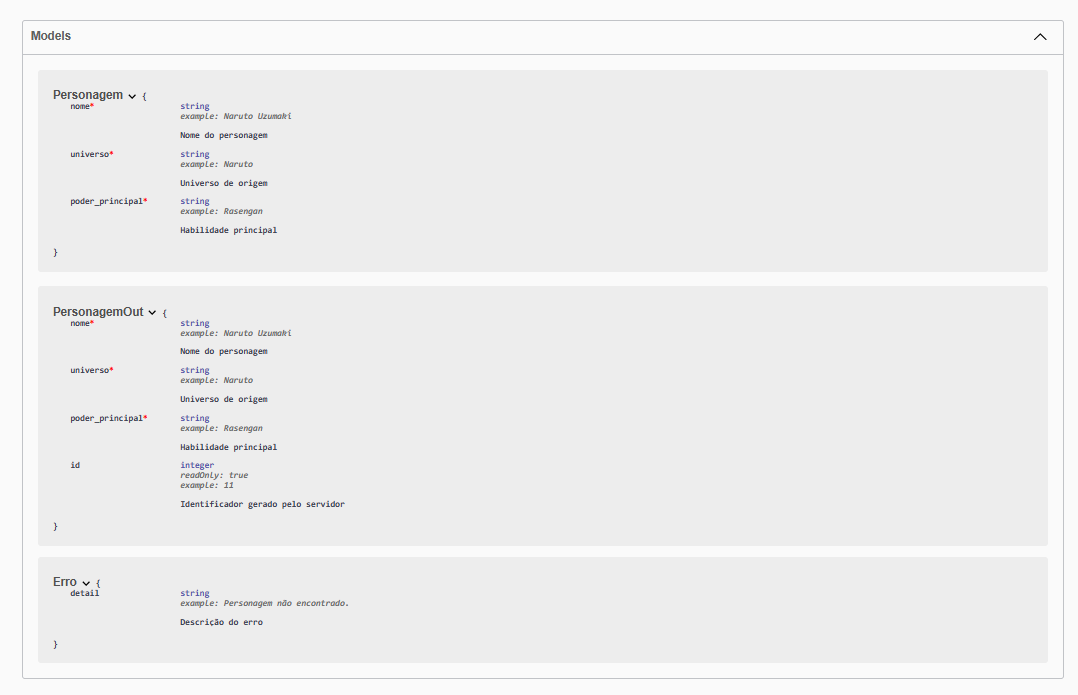 Models
Personagem {
nome* string
example: Naruto Uzumaki
Nome do personagem
universo* string
example: Naruto
Universo de origem
poder_principal* string
example: Rasengan
Habilidade principal
}
PersonagemOut {
nome* string
example: Naruto Uzumaki
Nome do personagem
universo* string
example: Naruto
Universo de origem
poder_principal* string
example: Rasengan
Habilidade principal
id integer
readOnly: true
example: 11
Identificador gerado pelo servidor
}
Erro {
detail string
example: Personagem não encontrado.
Descrição do erro
}